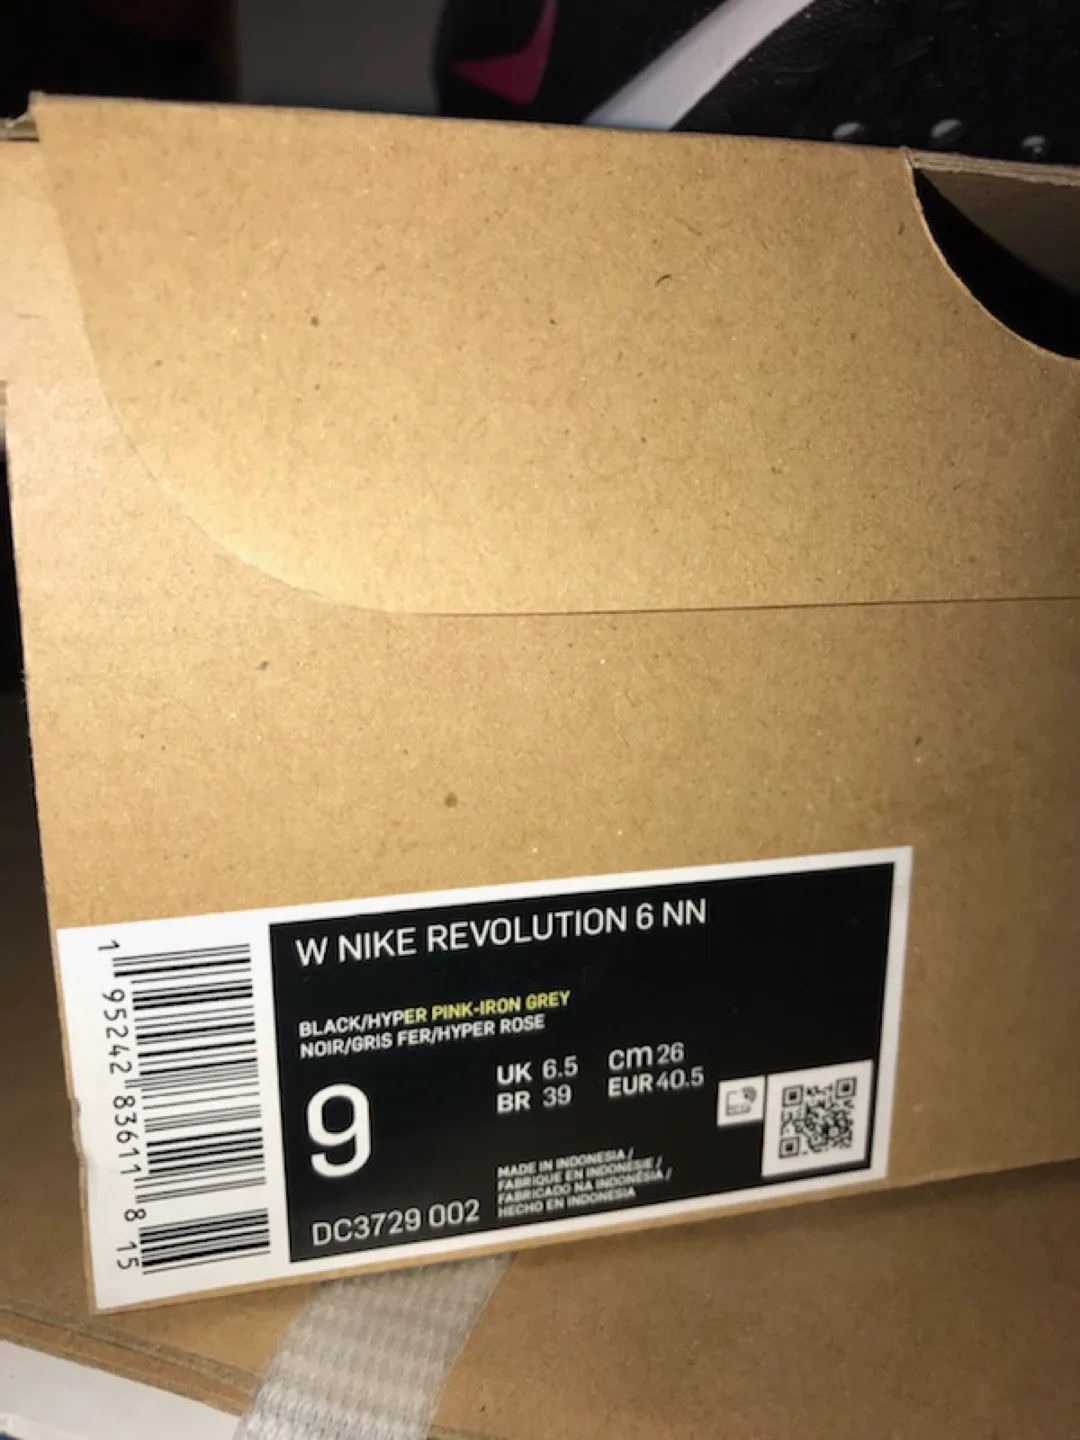 W NIKE REVOLUTION 6 NN
BLACK/HYPER PINK-IRON GREY
NOIR/GRIS FER/HYPER ROSE
9
UK 6.5 cm 26
BR 39 EUR 40.5
MADE IN INDONESIA /
FABRIQUE EN INDONESIE /
FABRICADO NA INDONÉSIA /
HECHO EN INDONESIA
DC3729 002
1 95242 83611 8 15